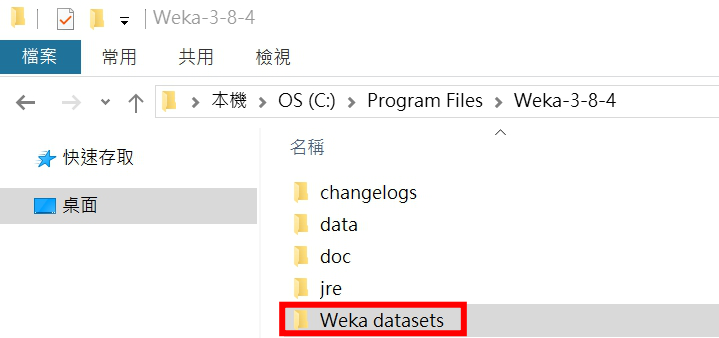 Weka-3-8-4
檔案 常用 共用 檢視
本機 OS (C:) Program Files Weka-3-8-4
快速存取
桌面
名稱
changelogs
data
doc
jre
Weka datasets